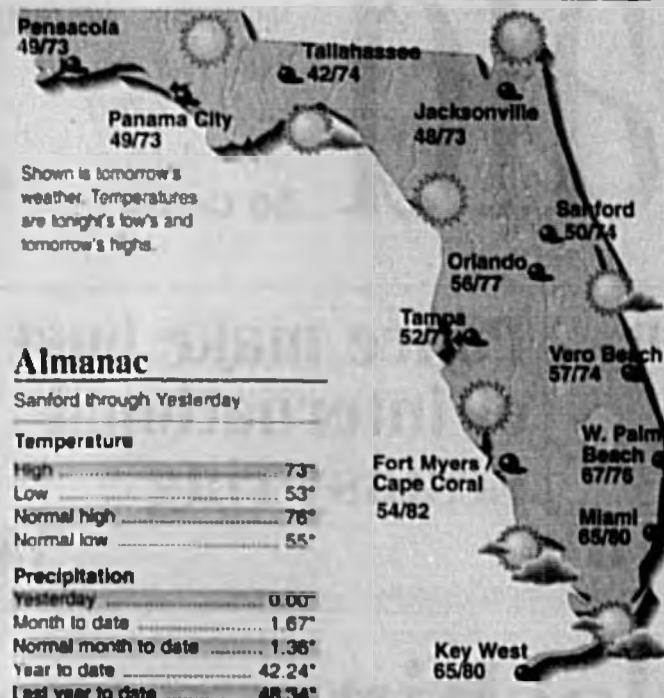 Pensacola
49/73
Tallahassee
42/74
Panama City
49/73
Jacksonville
48/73
Shown is tomorrow's
weather. Temperatures
are tonight's low's and
tomorrow's highs.
Sanford
50/74
Orlando
56/77
Tampa
Vero Beach
57/74
W. Palm
Beach
67/76
Fort Myers /
Cape Coral
54/82
Miami
65/80
Key West
65/80
Almanac
Sanford through Yesterday
Temperature
High 73°
Low 53°
Normal high 76°
Normal low 55°
Precipitation
Yesterday 0.00"
Month to date 1.67"
Normal month to date 1.36"
Year to date 42.24"
Last year to date 48.34"